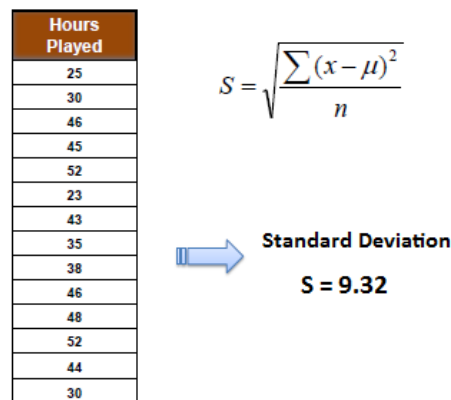 Hours
Played
25
30
46
45
52
23
43
35
38
46
48
52
44
30
S = √(∑(x − μ)² / n)
Standard Deviation
S = 9.32